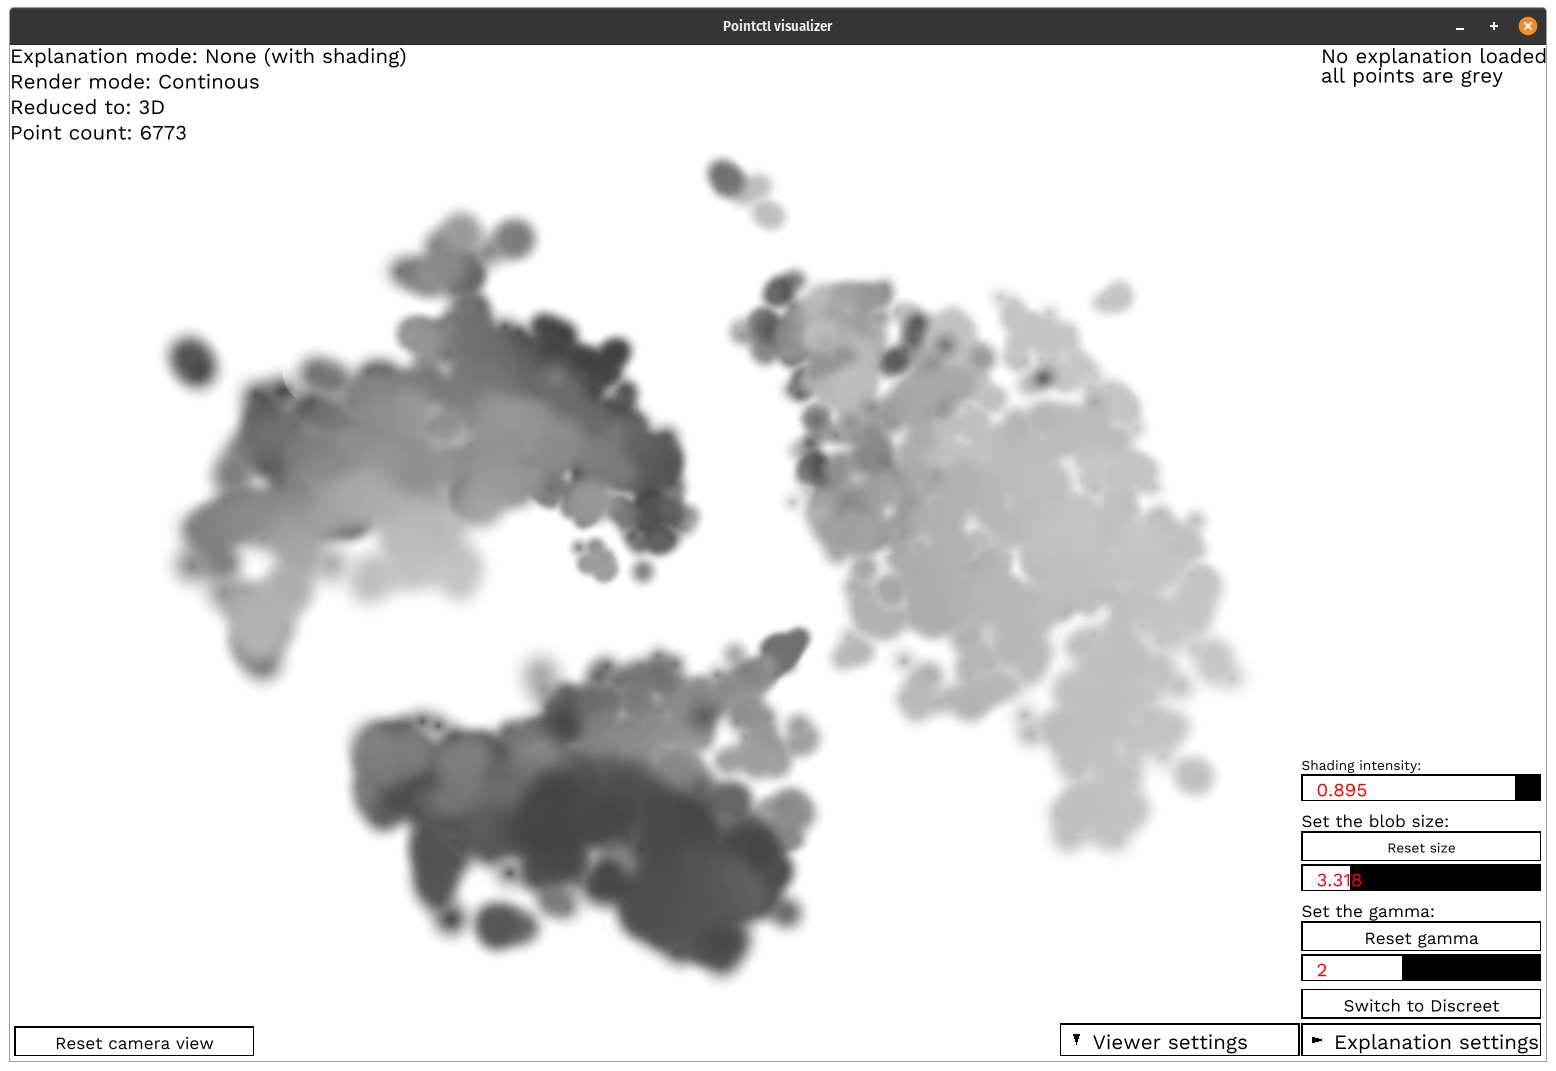 Pointctl visualizer
Explanation mode: None (with shading)
Render mode: Continous
Reduced to: 3D
Point count: 6773
No explanation loaded
all points are grey
Shading intensity:
0.895
Set the blob size:
Reset size
3.318
Set the gamma:
Reset gamma
2
Switch to Discreet
Reset camera view
Viewer settings
Explanation settings